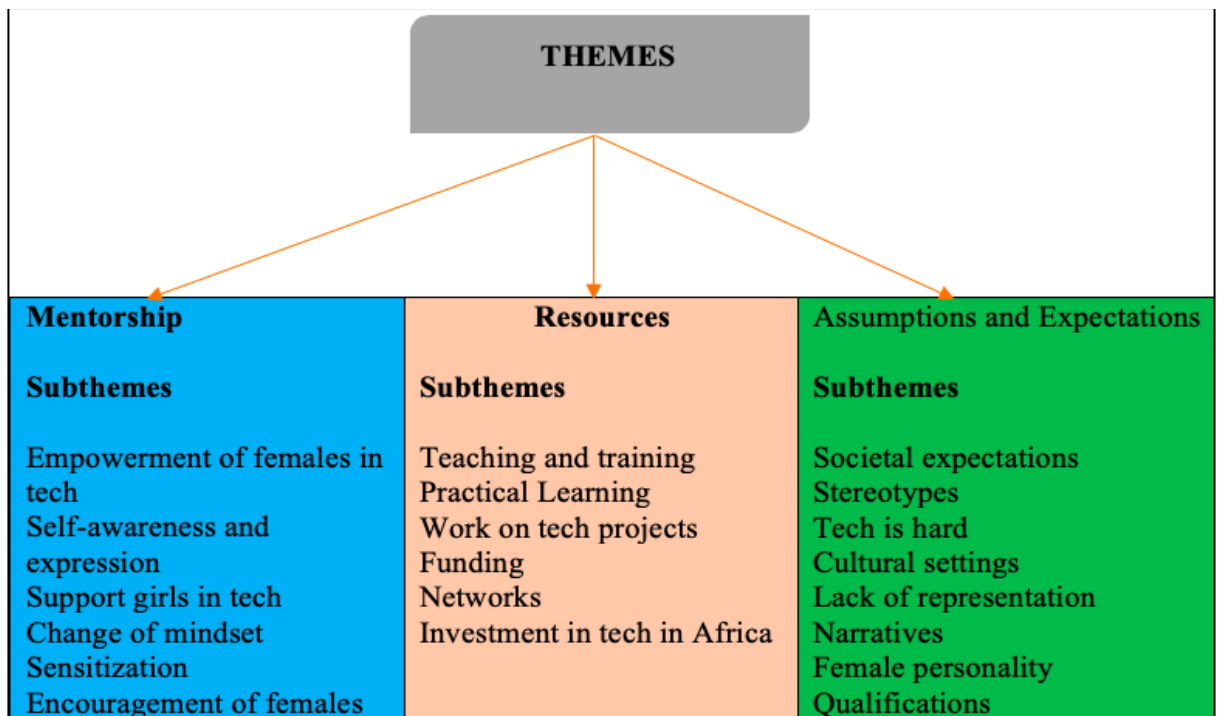 THEMES
Mentorship
Subthemes
Empowerment of females in
tech
Self-awareness and
expression
Support girls in tech
Change of mindset
Sensitization
Encouragement of females
Resources
Subthemes
Teaching and training
Practical Learning
Work on tech projects
Funding
Networks
Investment in tech in Africa
Assumptions and Expectations
Subthemes
Societal expectations
Stereotypes
Tech is hard
Cultural settings
Lack of representation
Narratives
Female personality
Qualifications